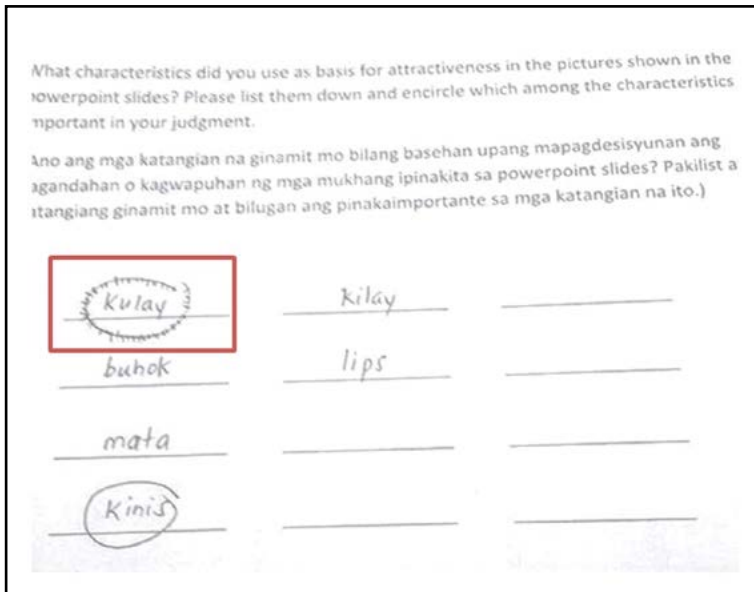 What characteristics did you use as basis for attractiveness in the pictures shown in the
powerpoint slides? Please list them down and encircle which among the characteristics
mportant in your judgment.
Ano ang mga katangian na ginamit mo bilang basehan upang mapagdesisyunan ang
agandahan o kagwapuhan ng mga mukhang ipinakita sa powerpoint slides? Pakilist a
atangiang ginamit mo at bilugan ang pinakaimportante sa mga katangian na ito.)
Kulay kilay
buhok lips
mata
Kinis